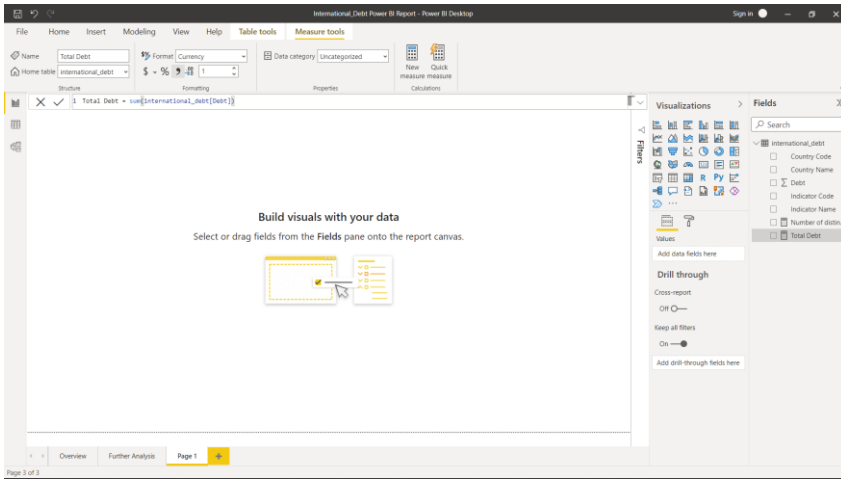 International_Debt Power BI Report - Power BI Desktop
Sign in
File Home Insert Modeling View Help Table tools Measure tools
Name Total Debt
Home table international_debt
Structure
Format Currency
$ % 9 1
Formatting
Data category Uncategorized
Properties
New measure
Quick measure
Calculations
1 Total Debt = sum(international_debt[Debt])
Filters
Build visuals with your data
Select or drag fields from the Fields pane onto the report canvas.
Visualizations
R Py
Values
Add data fields here
Drill through
Cross-report
Off
Keep all filters
On
Add drill-through fields here
Fields
Search
international_debt
Country Code
Country Name
Debt
Indicator Code
Indicator Name
Number of distin
Total Debt
Overview Further Analysis Page 1 +
Page 3 of 3